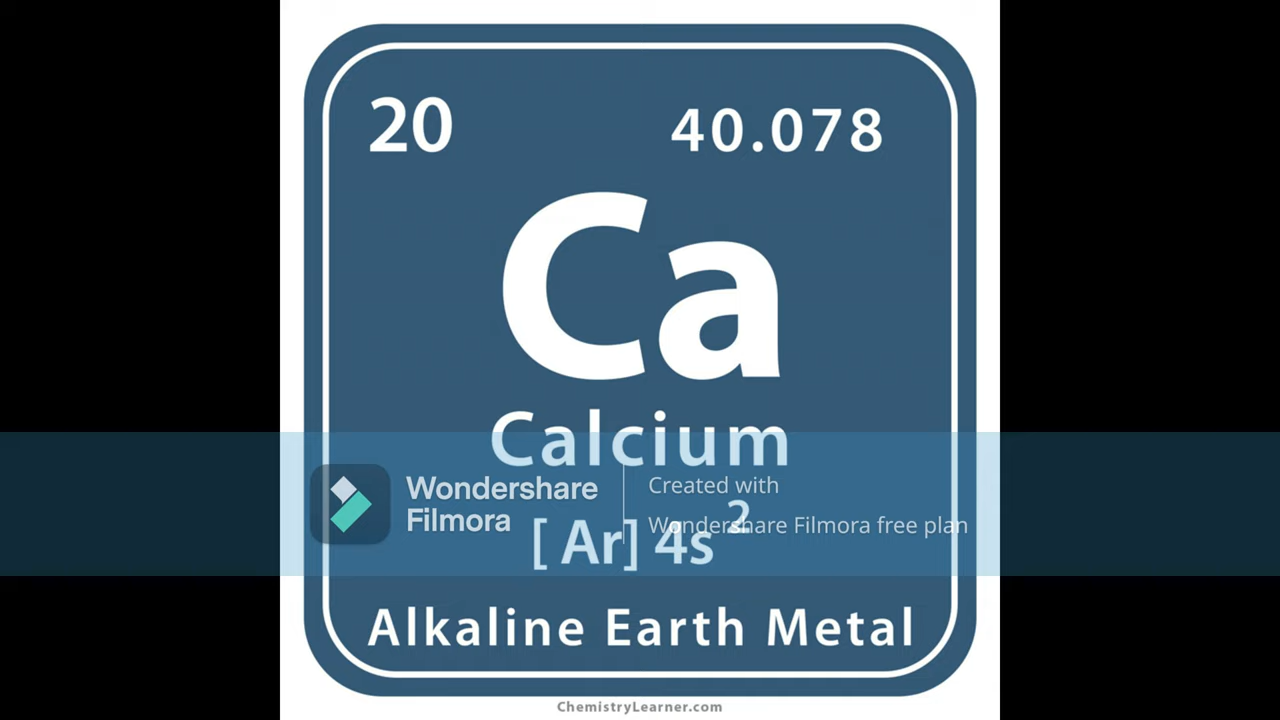 20 40.078
Ca
Calcium
Wondershare
Filmora
Created with
Wondershare Filmora free plan
[ Ar] 4s²
Alkaline Earth Metal
ChemistryLearner.com